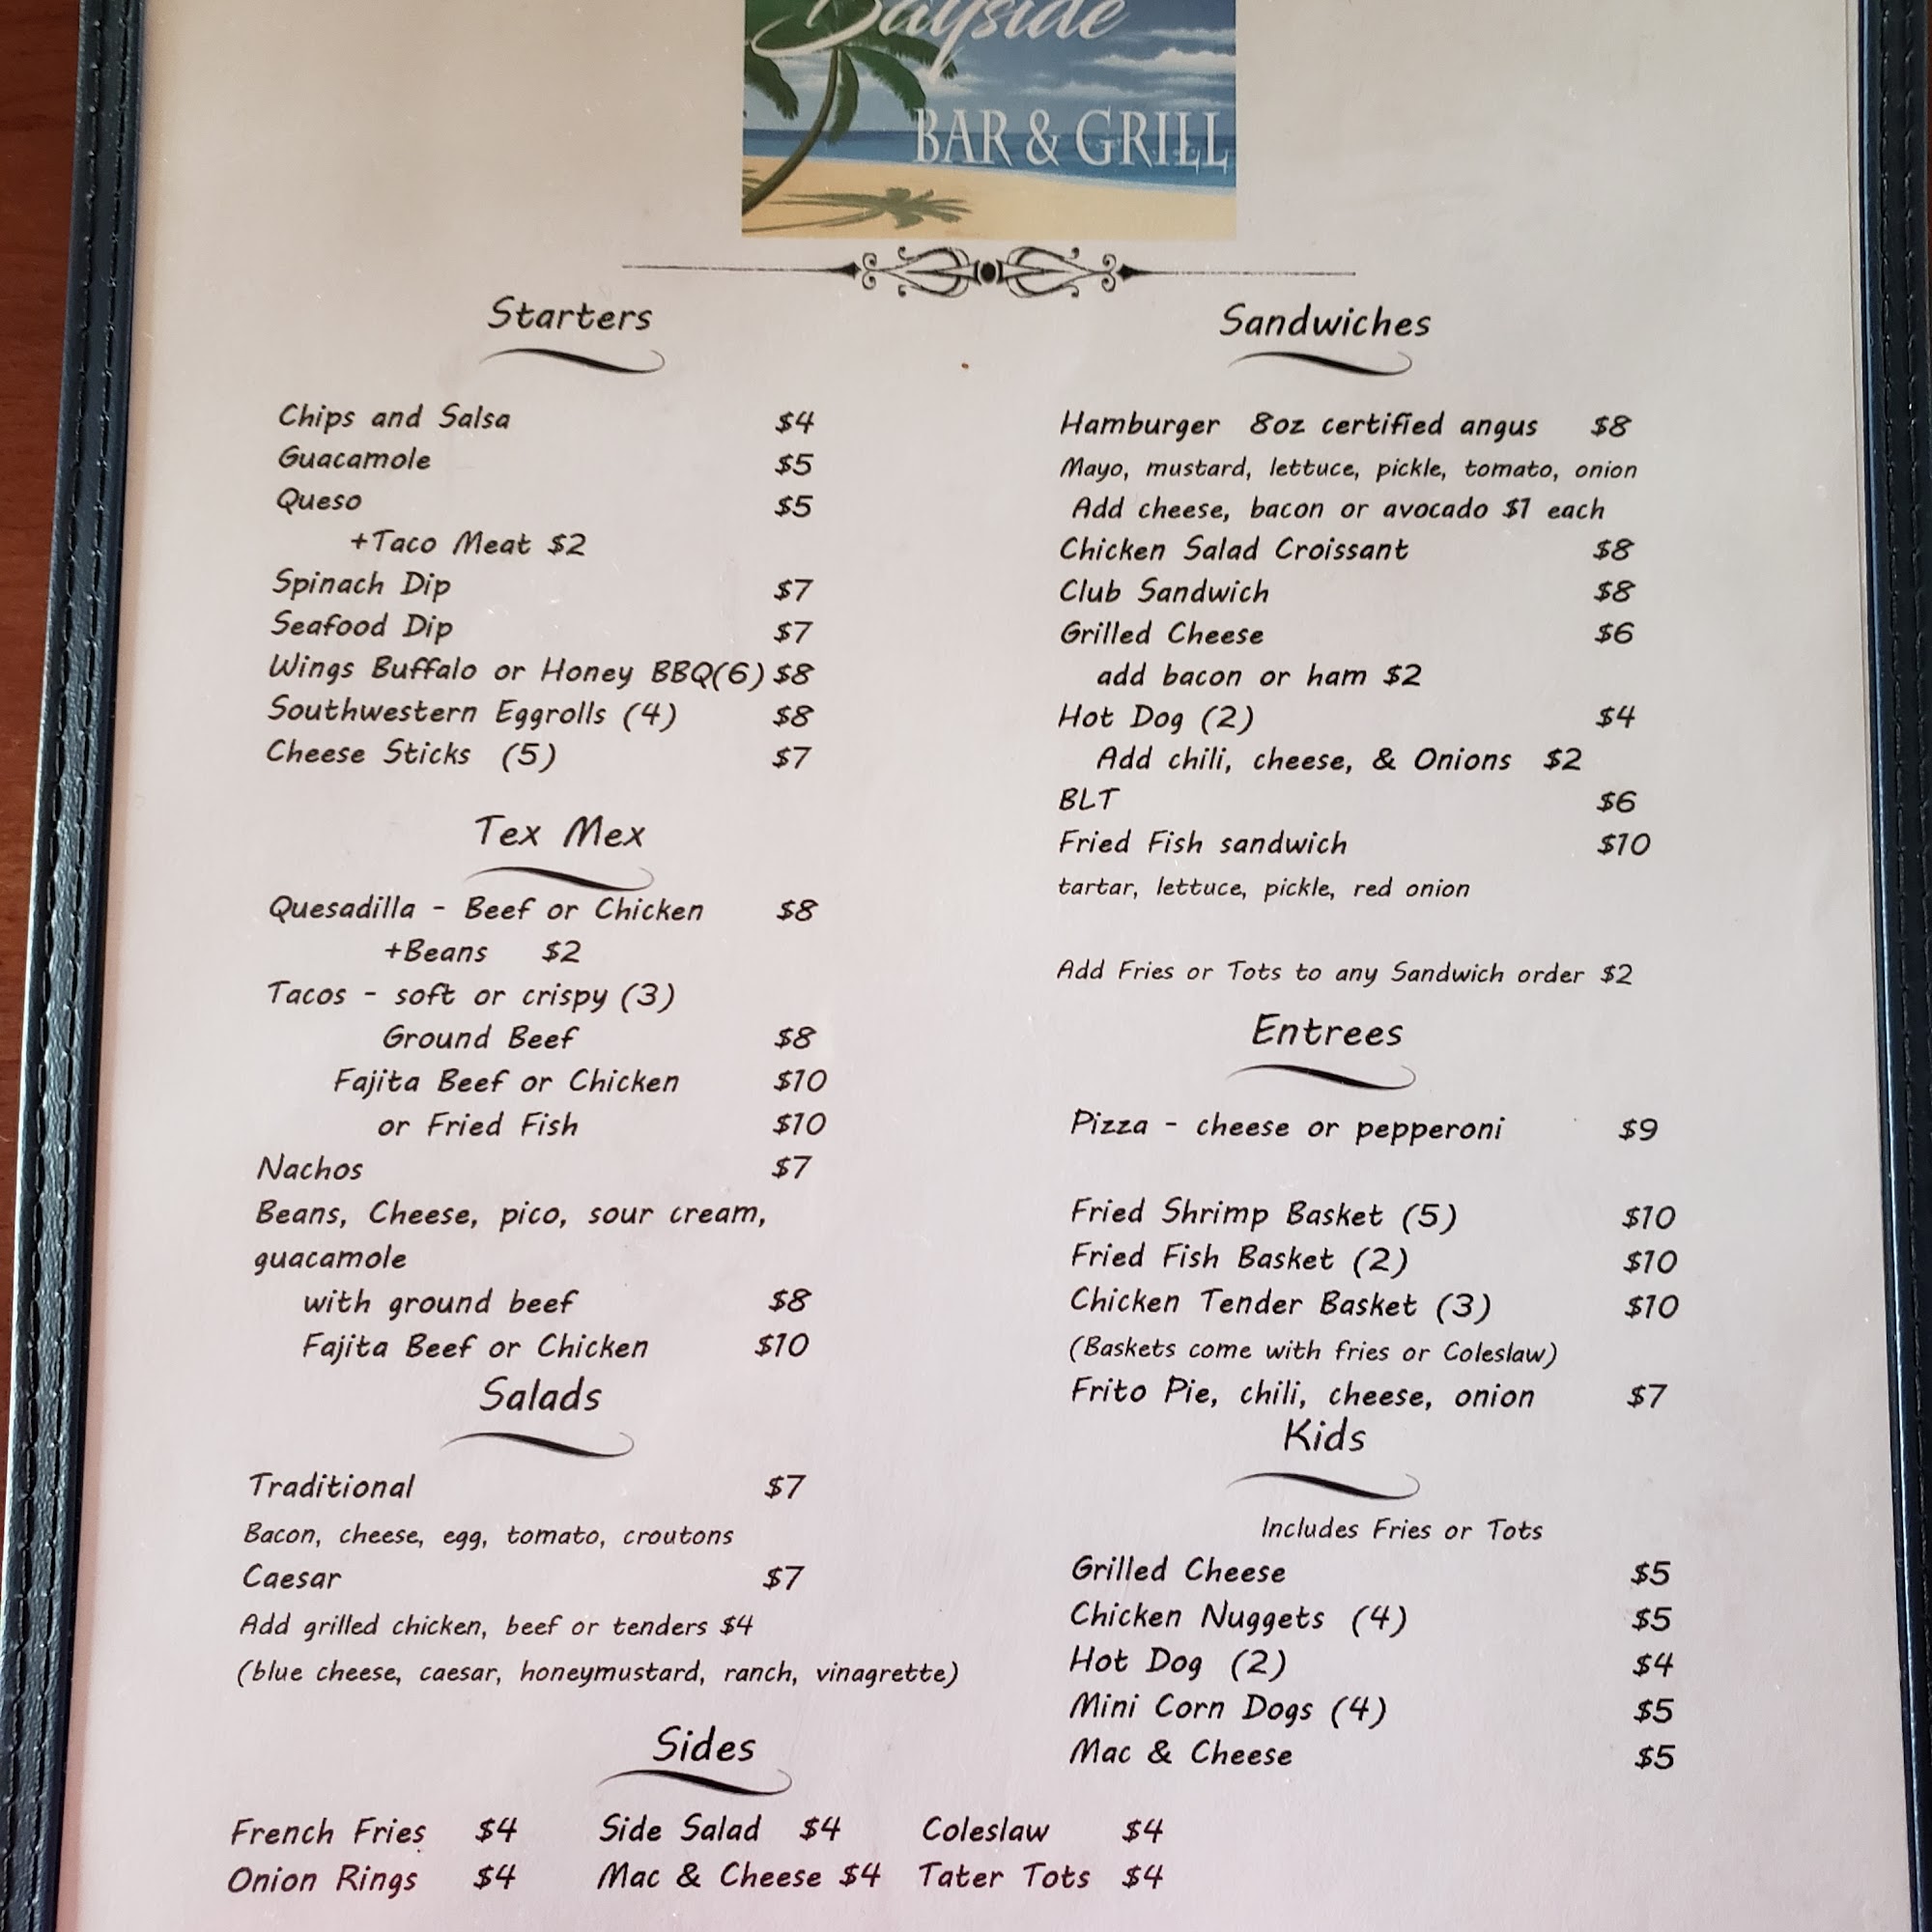 Bayside
BAR & GRILL
Starters
Chips and Salsa $4
Guacamole $5
Queso $5
+Taco Meat $2
Spinach Dip $7
Seafood Dip $7
Wings Buffalo or Honey BBQ(6) $8
Southwestern Eggrolls (4) $8
Cheese Sticks (5) $7
Tex Mex
Quesadilla - Beef or Chicken $8
+Beans $2
Tacos - soft or crispy (3)
Ground Beef $8
Fajita Beef or Chicken $10
or Fried Fish $10
Nachos $7
Beans, Cheese, pico, sour cream,
guacamole
with ground beef $8
Fajita Beef or Chicken $10
Salads
Traditional $7
Bacon, cheese, egg, tomato, croutons
Caesar $7
Add grilled chicken, beef or tenders $4
(blue cheese, caesar, honeymustard, ranch, vinagrette)
Sandwiches
Hamburger 8oz certified angus $8
Mayo, mustard, lettuce, pickle, tomato, onion
Add cheese, bacon or avocado $1 each
Chicken Salad Croissant $8
Club Sandwich $8
Grilled Cheese $6
add bacon or ham $2
Hot Dog (2) $4
Add chili, cheese, & Onions $2
BLT $6
Fried Fish sandwich $10
tartar, lettuce, pickle, red onion
Add Fries or Tots to any Sandwich order $2
Entrees
Pizza - cheese or pepperoni $9
Fried Shrimp Basket (5) $10
Fried Fish Basket (2) $10
Chicken Tender Basket (3) $10
(Baskets come with fries or Coleslaw)
Frito Pie, chili, cheese, onion $7
Kids
Includes Fries or Tots
Grilled Cheese $5
Chicken Nuggets (4) $5
Hot Dog (2) $4
Mini Corn Dogs (4) $5
Mac & Cheese $5
Sides
French Fries $4 Side Salad $4 Coleslaw $4
Onion Rings $4 Mac & Cheese $4 Tater Tots $4